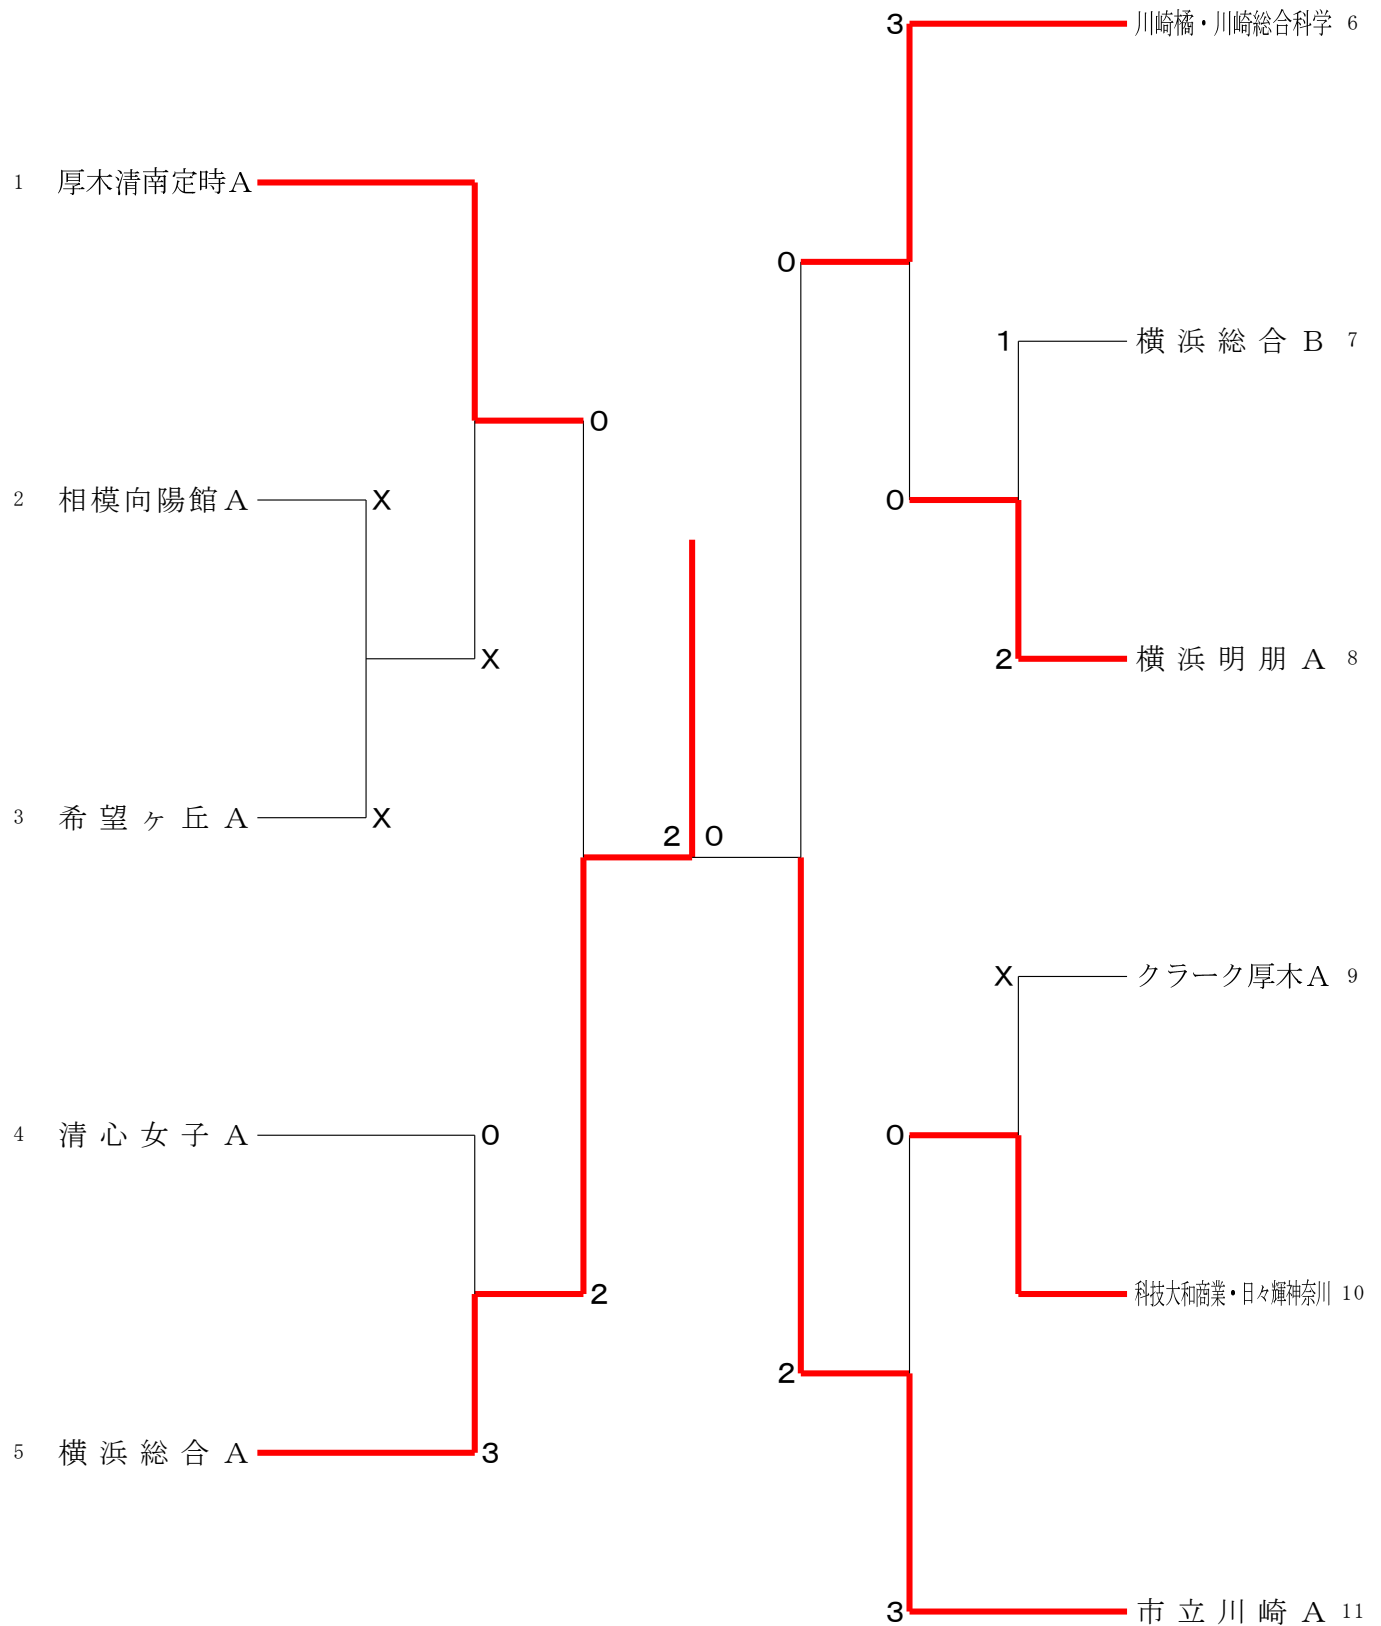 1 厚木清南定時A
0
2 相模向陽館A X
X
3 希望ヶ丘A X
4 清心女子A 0
2
5 横浜総合A 3
2 0
3 川崎橘・川崎総合科学 6
0
1 横浜総合B 7
0
2 横浜明朋A 8
X クラーク厚木A 9
0
科技大和商業・日々輝神奈川 10
2
3 市立川崎A 11